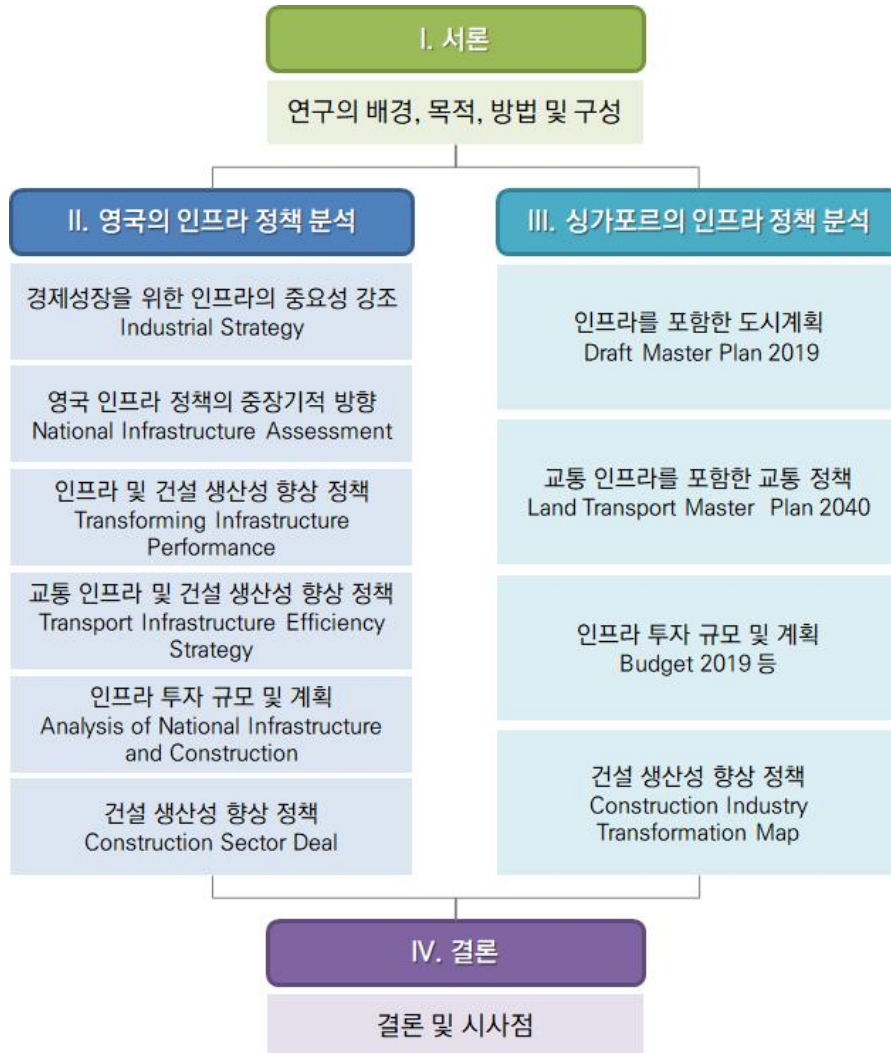 I. 서론
연구의 배경, 목적, 방법 및 구성
II. 영국의 인프라 정책 분석
경제성장을 위한 인프라의 중요성 강조
Industrial Strategy
영국 인프라 정책의 중장기적 방향
National Infrastructure Assessment
인프라 및 건설 생산성 향상 정책
Transforming Infrastructure
Performance
교통 인프라 및 건설 생산성 향상 정책
Transport Infrastructure Efficiency
Strategy
인프라 투자 규모 및 계획
Analysis of National Infrastructure
and Construction
건설 생산성 향상 정책
Construction Sector Deal
III. 싱가포르의 인프라 정책 분석
인프라를 포함한 도시계획
Draft Master Plan 2019
교통 인프라를 포함한 교통 정책
Land Transport Master Plan 2040
인프라 투자 규모 및 계획
Budget 2019 등
건설 생산성 향상 정책
Construction Industry
Transformation Map
IV. 결론
결론 및 시사점